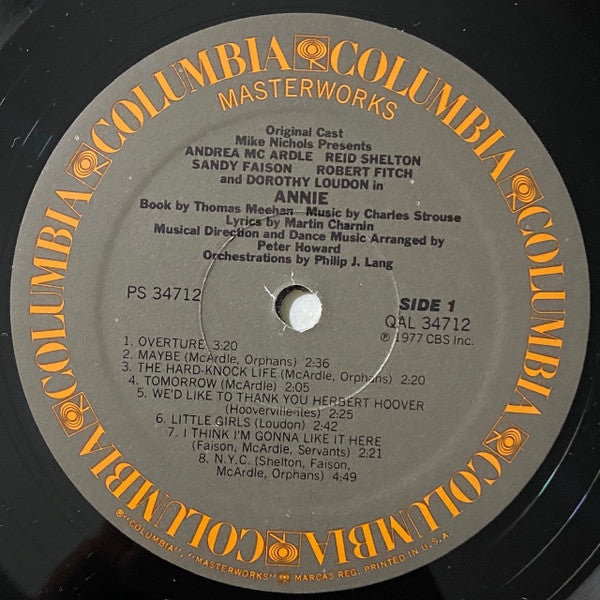 COLUMBIA COLUMBIA COLUMBIA COLUMBIA COLUMBIA COLUMBIA
MASTERWORKS
Original Cast
Mike Nichols Presents
ANDREA MC ARDLE REID SHELTON
SANDY FAISON ROBERT FITCH
and DOROTHY LOUDON in
ANNIE
Book by Thomas Meehan Music by Charles Strouse
Lyrics by Martin Charnin
Musical Direction and Dance Music Arranged by
Peter Howard
Orchestrations by Philip J. Lang
PS 34712
SIDE 1
QAL 34712
℗ 1977 CBS Inc.
1. OVERTURE 3:20
2. MAYBE (McArdle, Orphans) 2:36
3. THE HARD-KNOCK LIFE (McArdle, Orphans) 2:20
4. TOMORROW (McArdle) 2:05
5. WE'D LIKE TO THANK YOU HERBERT HOOVER
(Hooverville-ites) 2:25
6. LITTLE GIRLS (Loudon) 2:41
7. I THINK I'M GONNA LIKE IT HERE
(Faison, McArdle, Servants) 2:21
8. N.Y.C. (Shelton, Faison,
McArdle, Orphans) 4:49
®"COLUMBIA", "MASTERWORKS" MARCAS REG. PRINTED IN U.S.A.